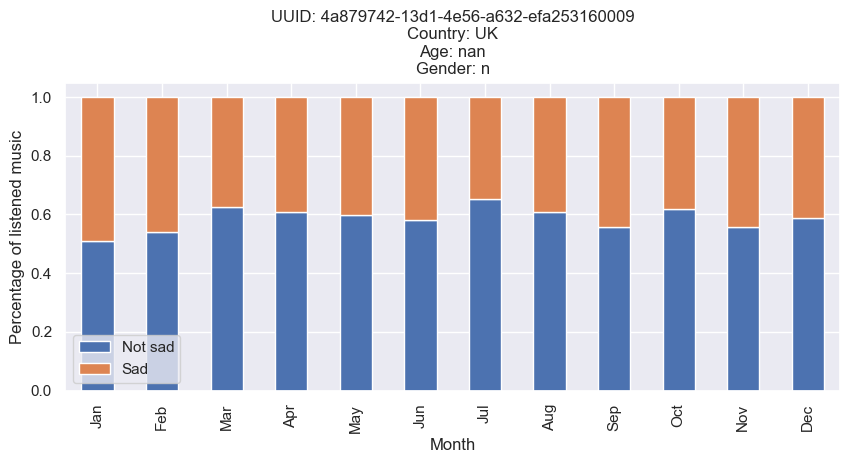 UUID: 4a879742-13d1-4e56-a632-efa253160009
Country: UK
Age: nan
Gender: n
Percentage of listened music
1.0
0.8
0.6
0.4
0.2
0.0
Not sad
Sad
Jan Feb Mar Apr May Jun Jul Aug Sep Oct Nov Dec
Month